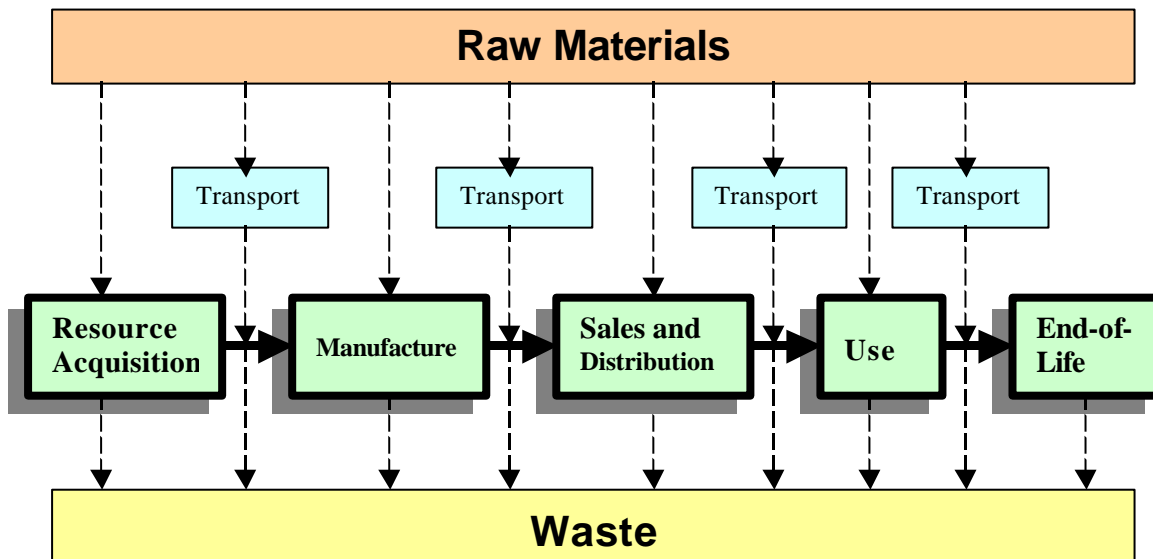 Raw Materials
Transport
Transport
Transport
Transport
Resource
Acquisition
Manufacture
Sales and
Distribution
Use
End-of-
Life
Waste